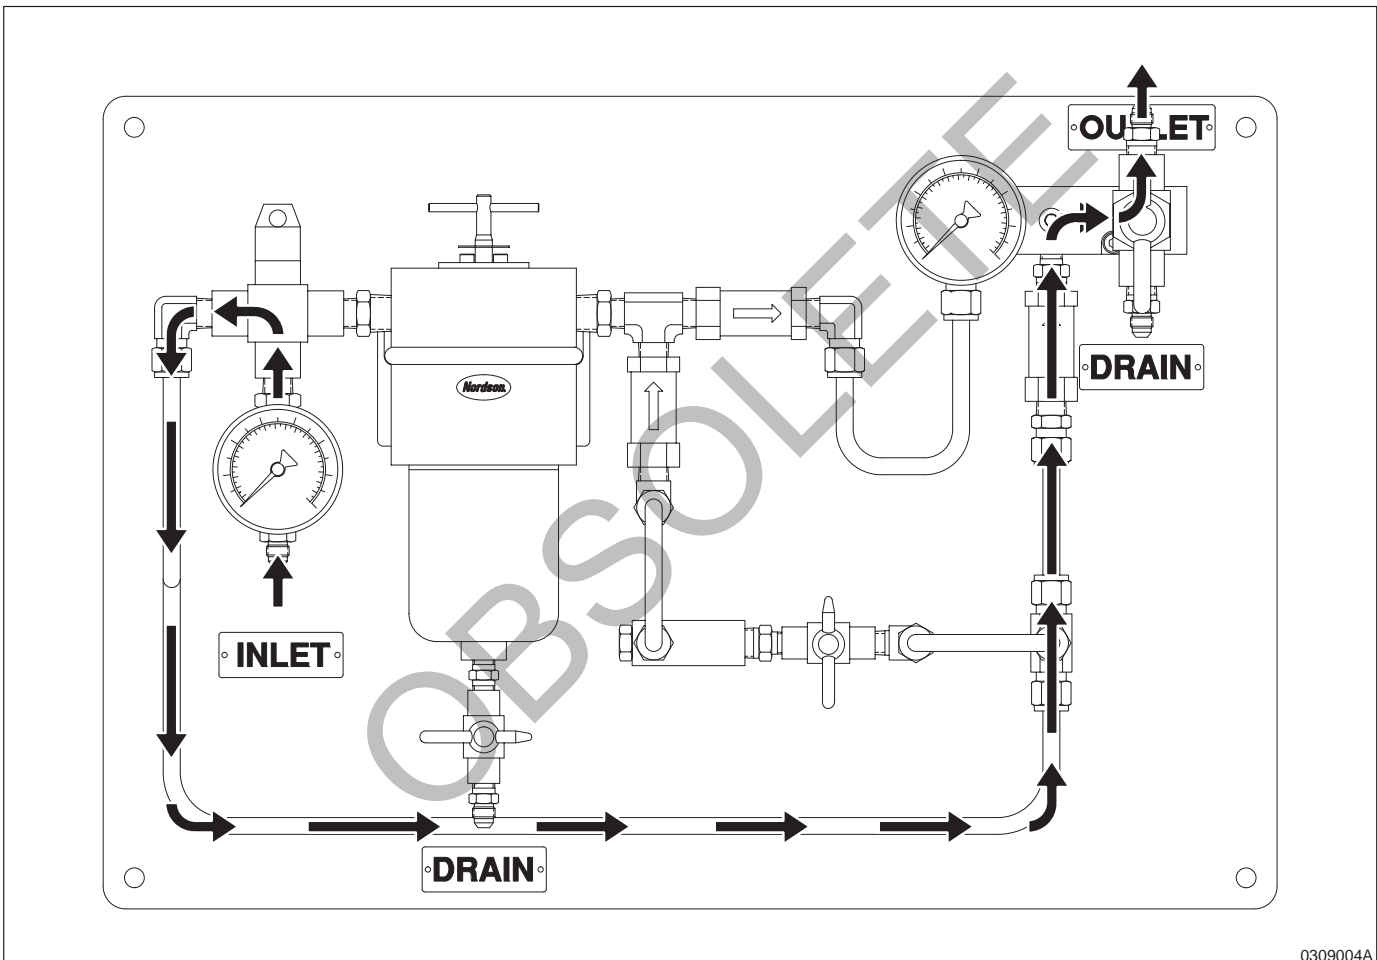 OUTLET
DRAIN
Nordson
INLET
DRAIN
OBSOLETE
0309004A